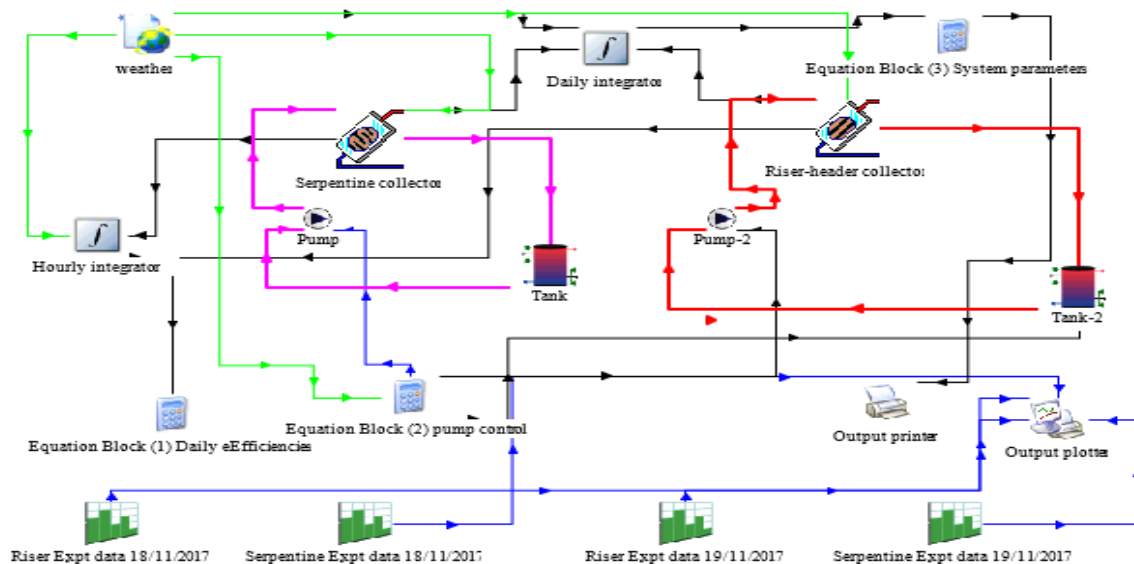 weather
Daily integrator
Equation Block (3) System parameters
Serpentine collector
Riser-header collector
Pump
Pump-2
Hourly integrator
Tank
Tank-2
Equation Block (2) pump control
Equation Block (1) Daily eEfficiencies
Output printer
Output plotter
Riser Expt data 18/11/2017
Serpentine Expt data 18/11/2017
Riser Expt data 19/11/2017
Serpentine Expt data 19/11/2017